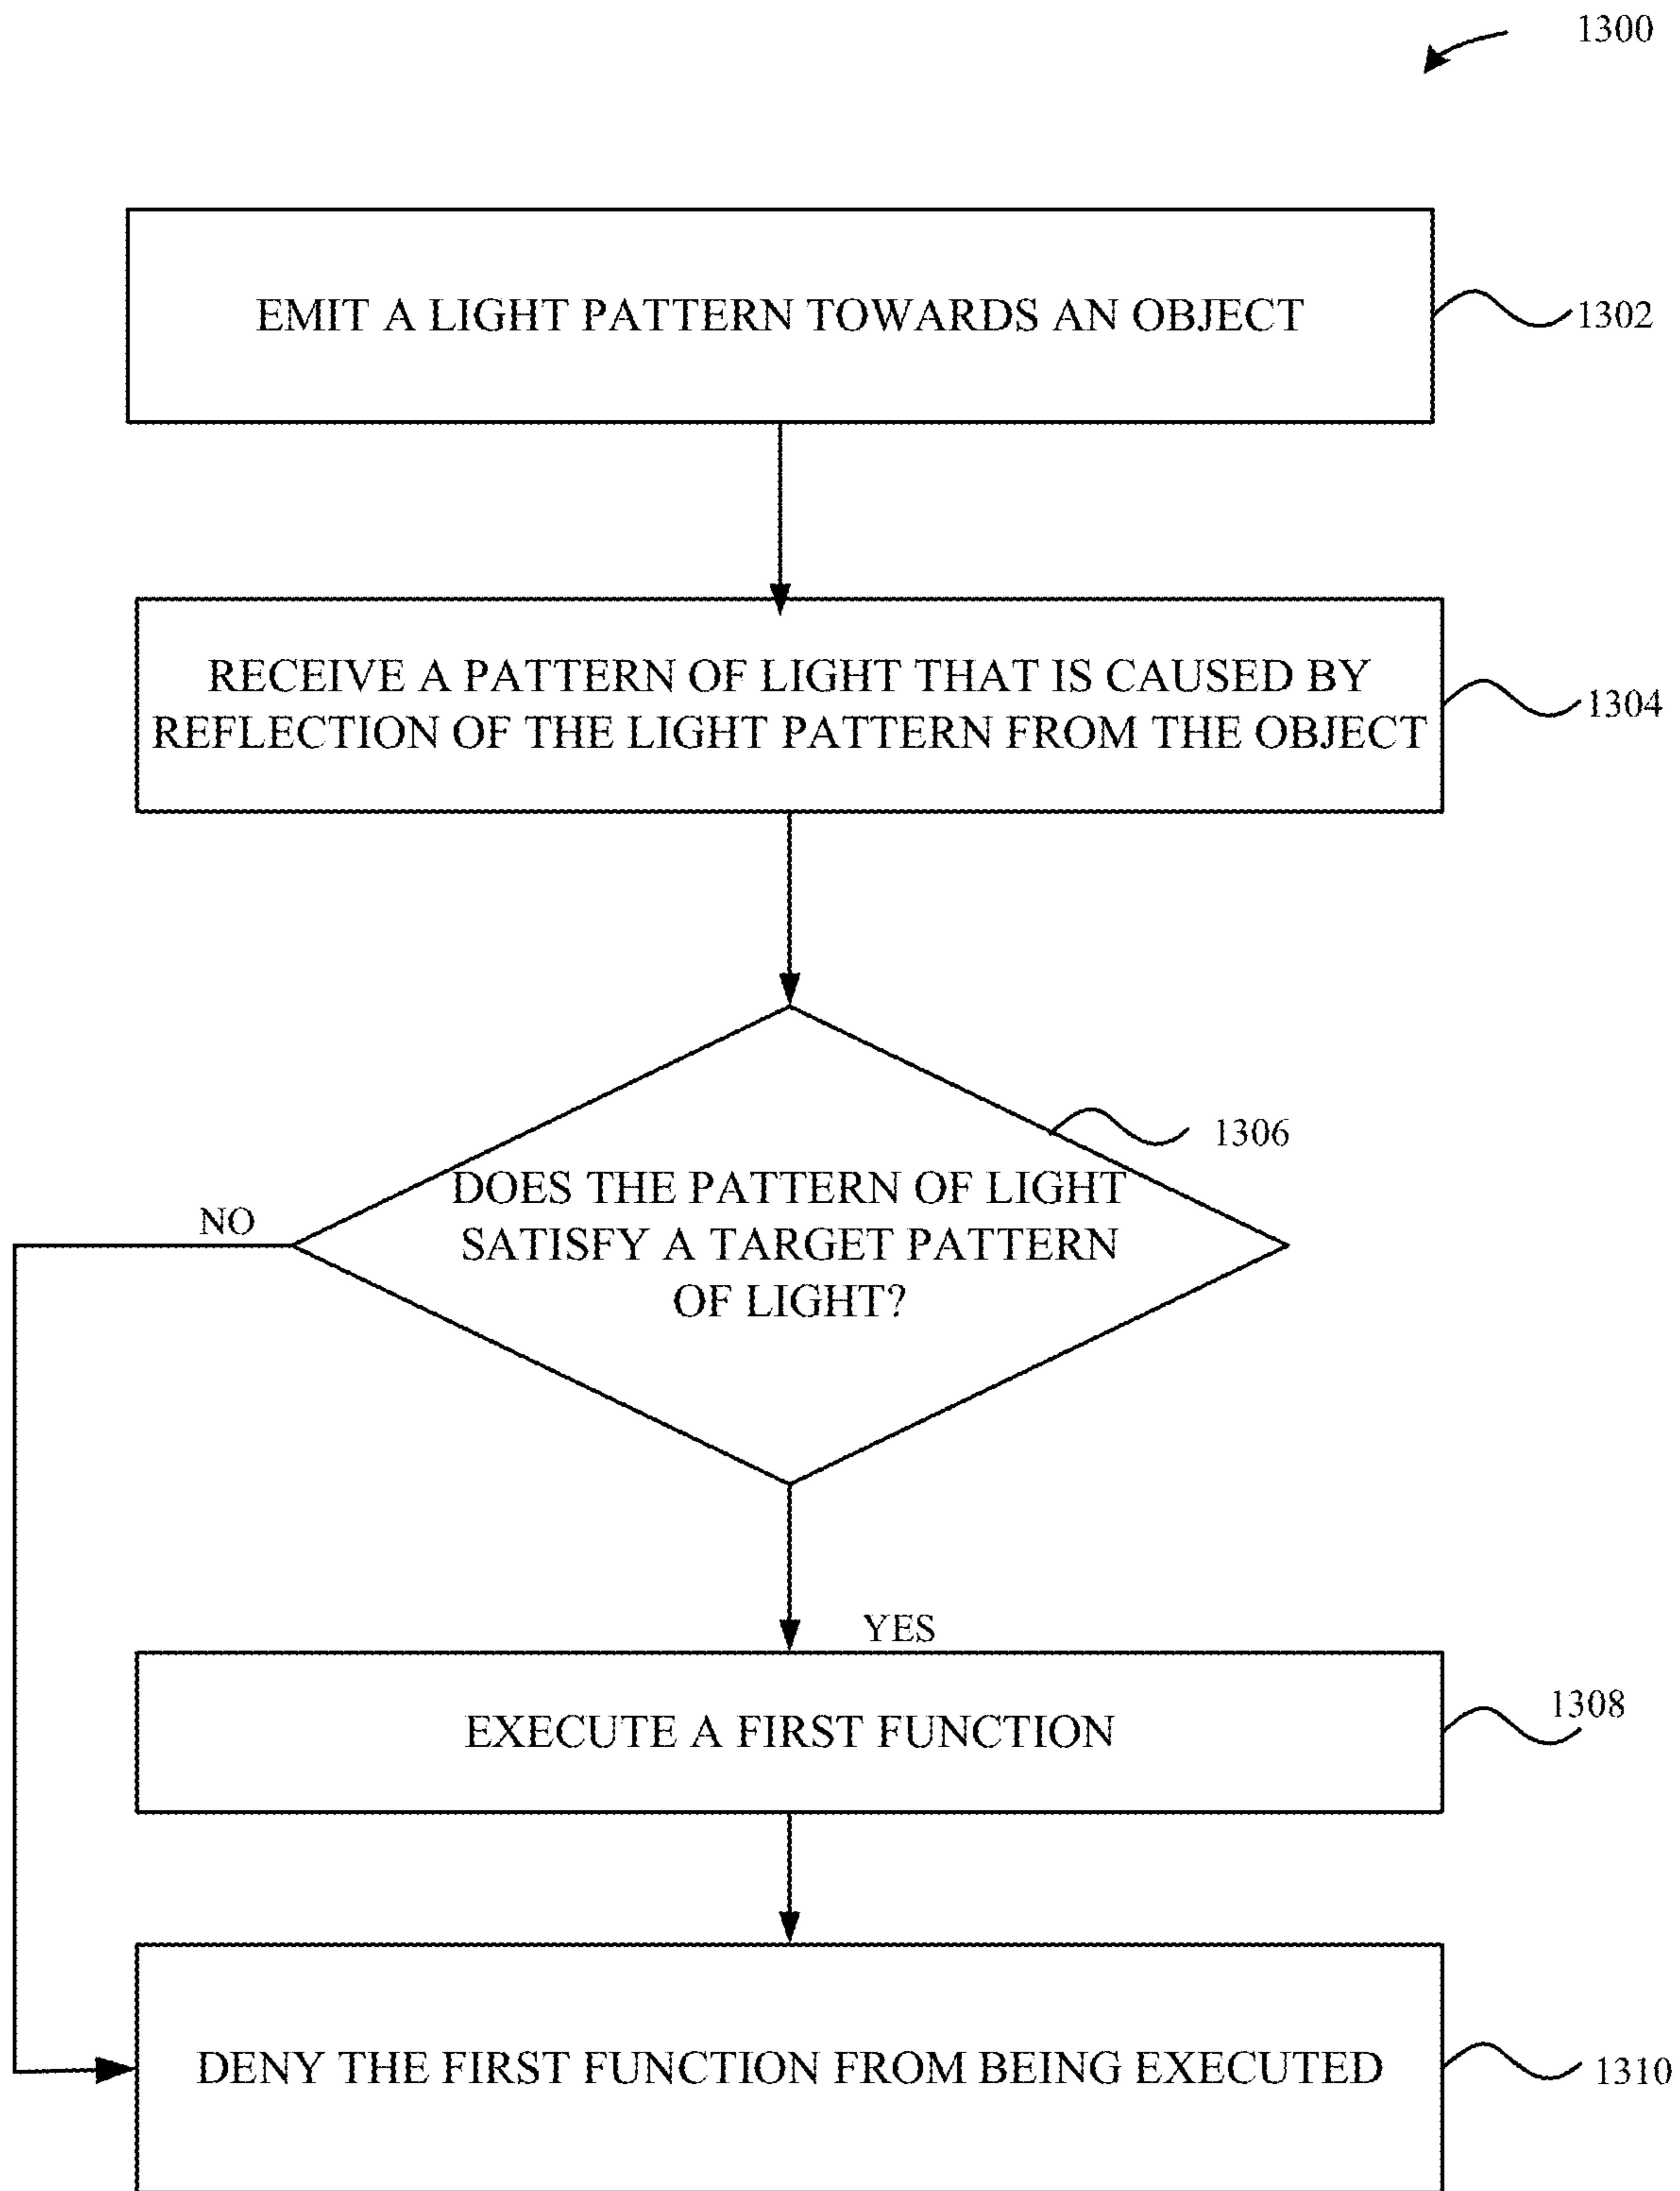 1300
EMIT A LIGHT PATTERN TOWARDS AN OBJECT
1302
RECEIVE A PATTERN OF LIGHT THAT IS CAUSED BY
REFLECTION OF THE LIGHT PATTERN FROM THE OBJECT
1304
1306
DOES THE PATTERN OF LIGHT
SATISFY A TARGET PATTERN
OF LIGHT?
NO
YES
EXECUTE A FIRST FUNCTION
1308
DENY THE FIRST FUNCTION FROM BEING EXECUTED
1310